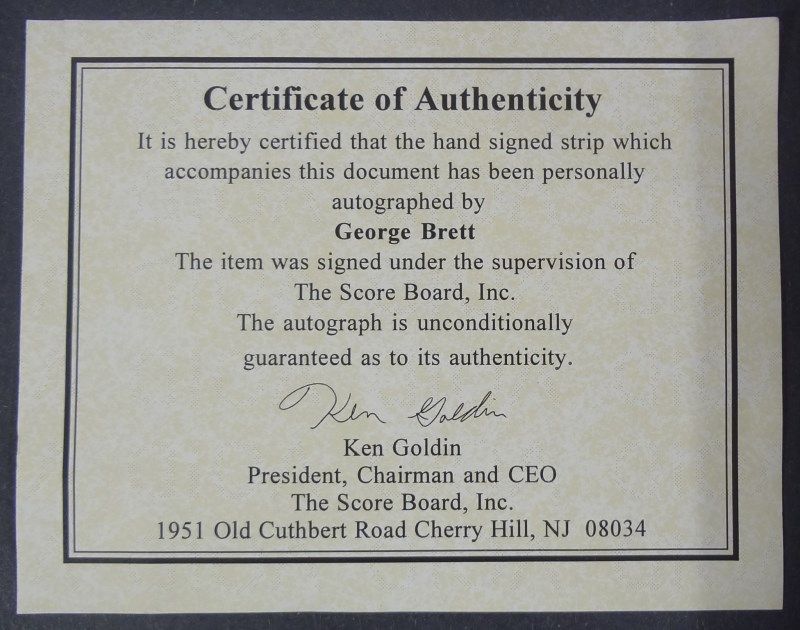 Certificate of Authenticity
It is hereby certified that the hand signed strip which
accompanies this document has been personally
autographed by
George Brett
The item was signed under the supervision of
The Score Board, Inc.
The autograph is unconditionally
guaranteed as to its authenticity.
Ken Goldin
Ken Goldin
President, Chairman and CEO
The Score Board, Inc.
1951 Old Cuthbert Road Cherry Hill, NJ 08034